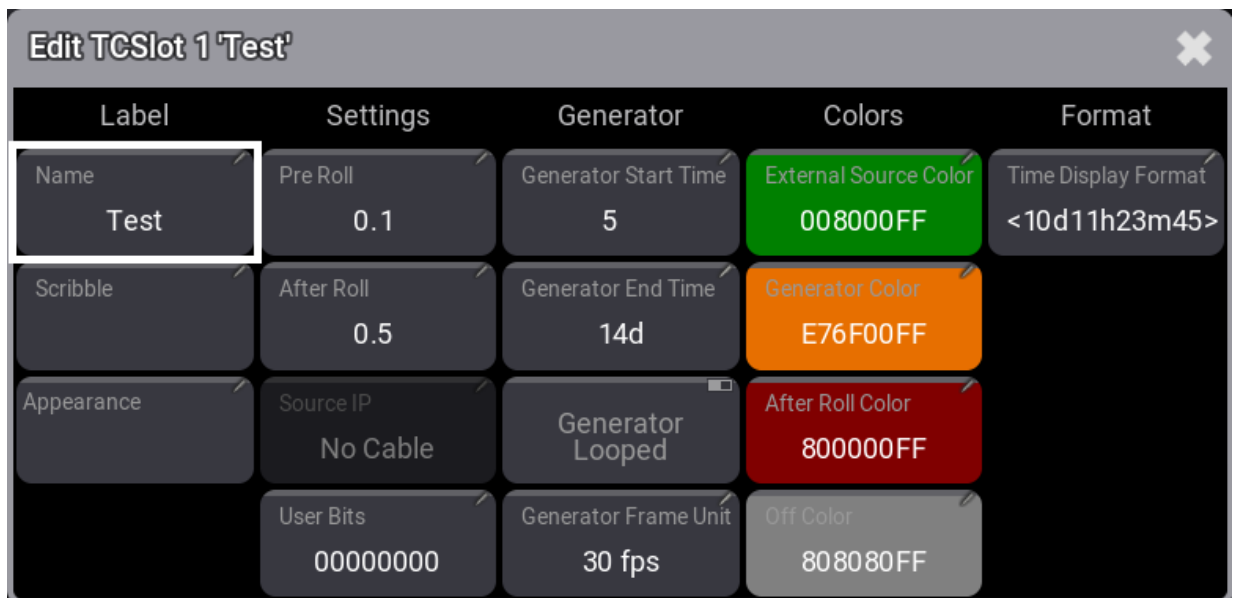 Edit TCSlot 1 'Test'
Label Settings Generator Colors Format
Name Pre Roll Generator Start Time External Source Color Time Display Format
Test 0.1 5 008000FF <10d11h23m45>
Scribble After Roll Generator End Time Generator Color
0.5 14d E76F00FF
Appearance Source IP Generator After Roll Color
No Cable Looped 800000FF
User Bits Generator Frame Unit Off Color
00000000 30 fps 808080FF